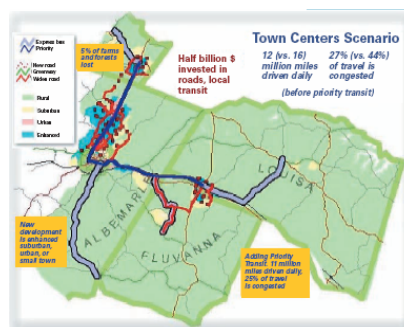 Express bus
Priority
New road
Greenway
Wider road
Rural
Suburban
Urban
Enhanced
5% of farms
and forests
lost
Half billion $
invested in
roads, local
transit
Town Centers Scenario
12 (vs. 16)
million miles
driven daily
27% (vs. 44%)
of travel is
congested
(before priority transit)
LOUISA
ALBEMARLE
FLUVANNA
New
development
is enhanced
suburban,
urban, or
small town
Adding Priority
Transit: 11 million
miles driven daily,
25% of travel
is congested